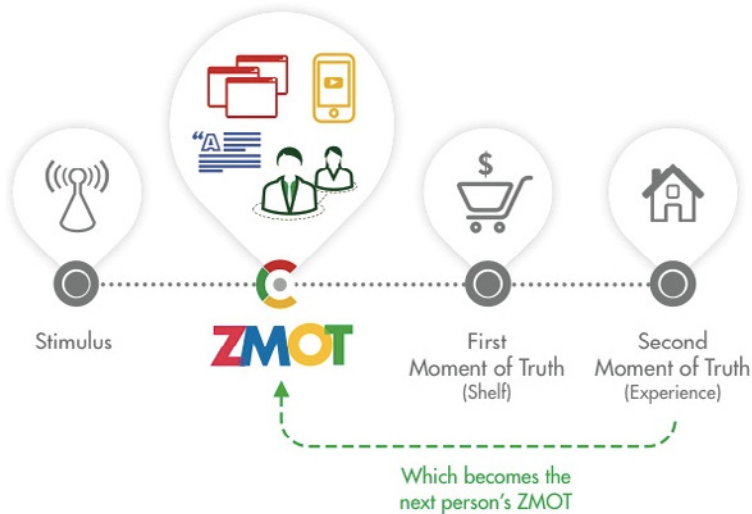 “A
$
Stimulus
ZMOT
First
Moment of Truth
(Shelf)
Second
Moment of Truth
(Experience)
Which becomes the
next person's ZMOT